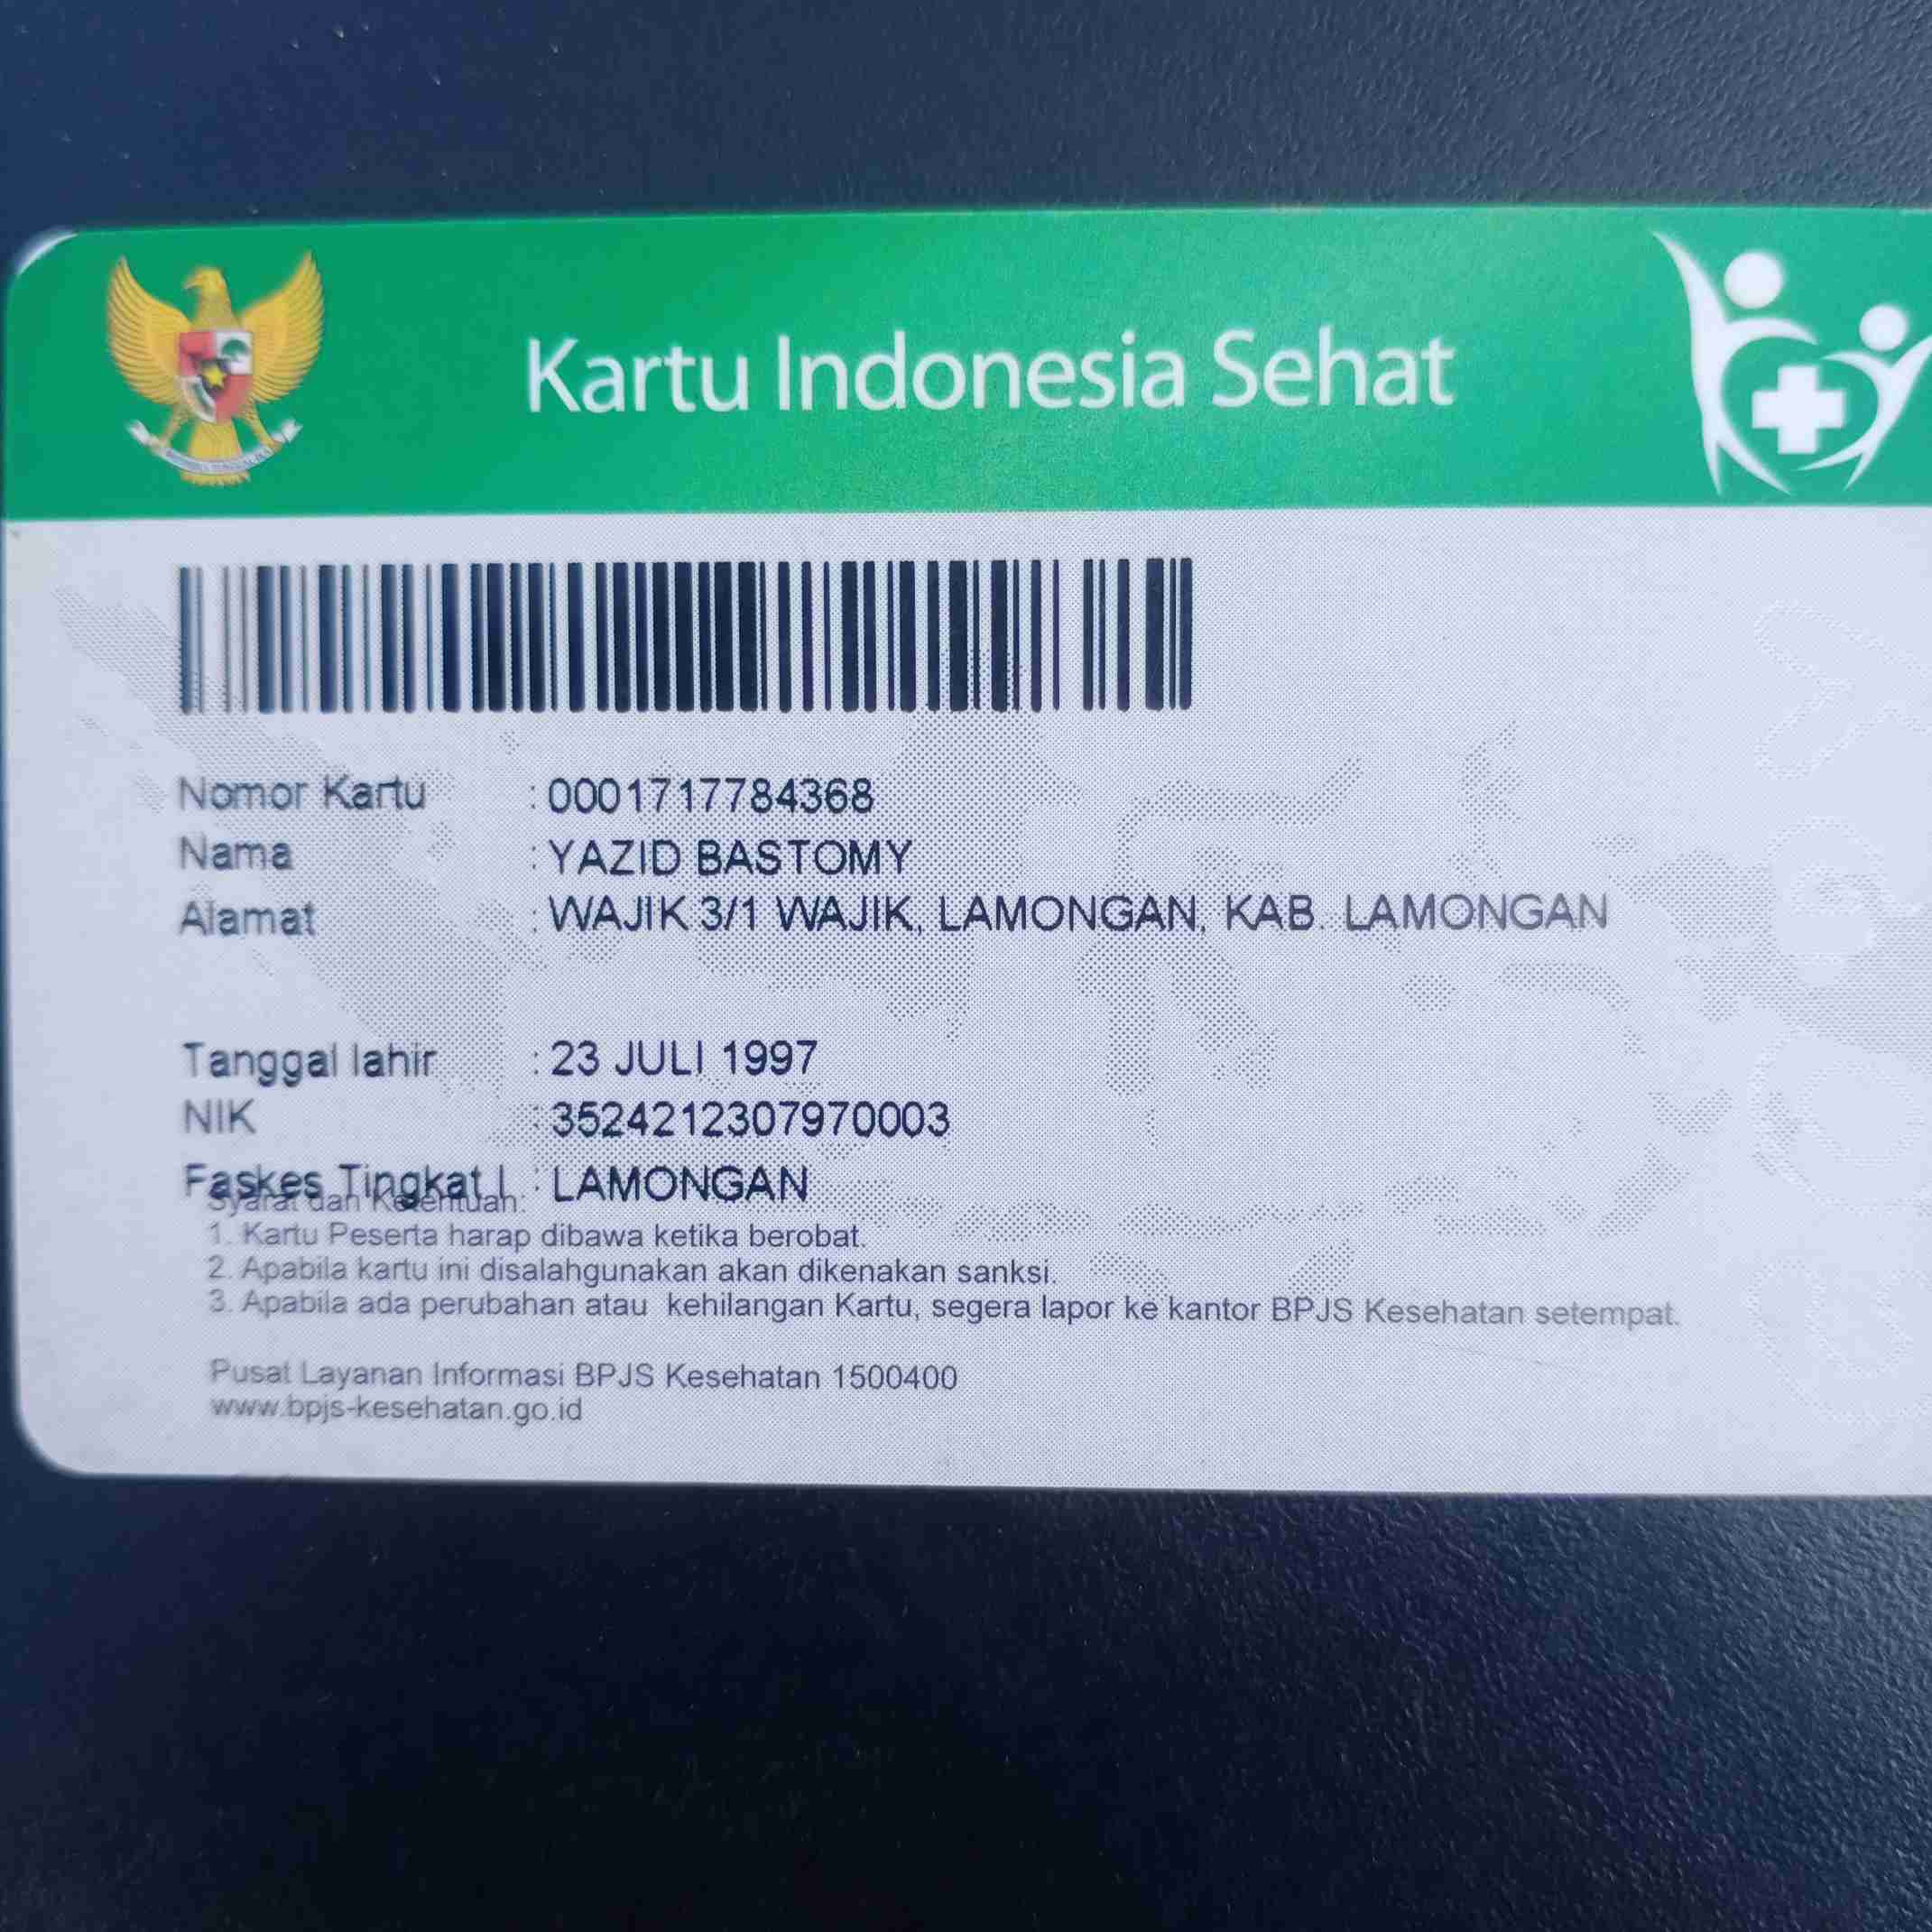 Kartu Indonesia Sehat
Nomor Kartu : 0001717784368
Nama : YAZID BASTOMY
Alamat : WAJIK 3/1 WAJIK, LAMONGAN, KAB. LAMONGAN
Tanggal lahir : 23 JULI 1997
NIK : 3524212307970003
Faskes Tingkat I : LAMONGAN
Syarat dan Ketentuan:
1. Kartu Peserta harap dibawa ketika berobat.
2. Apabila kartu ini disalahgunakan akan dikenakan sanksi.
3. Apabila ada perubahan atau kehilangan Kartu, segera lapor ke kantor BPJS Kesehatan setempat.
Pusat Layanan Informasi BPJS Kesehatan 1500400
www.bpjs-kesehatan.go.id